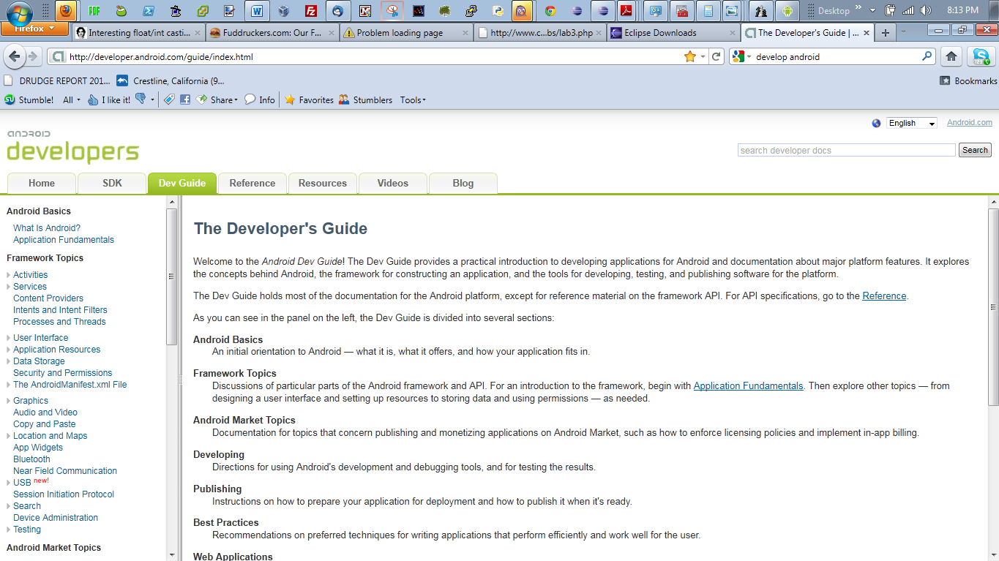 Desktop
8:13 PM
Firefox
Interesting float/int casti...
Fuddruckers.com: Our F...
Problem loading page
http://www.c...bs/lab3.php
Eclipse Downloads
The Developer's Guide | ...
http://developer.android.com/guide/index.html
develop android
DRUDGE REPORT 201...
Crestline, California (9...
Bookmarks
Stumble! All I like it! Share Info Favorites Stumblers Tools
English Android.com
android
developers
search developer docs Search
Home SDK Dev Guide Reference Resources Videos Blog
Android Basics
What Is Android?
Application Fundamentals
Framework Topics
Activities
Services
Content Providers
Intents and Intent Filters
Processes and Threads
User Interface
Application Resources
Data Storage
Security and Permissions
The AndroidManifest.xml File
Graphics
Audio and Video
Copy and Paste
Location and Maps
App Widgets
Bluetooth
Near Field Communication
USB new!
Session Initiation Protocol
Search
Device Administration
Testing
Android Market Topics
The Developer's Guide
Welcome to the Android Dev Guide! The Dev Guide provides a practical introduction to developing applications for Android and documentation about major platform features. It explores
the concepts behind Android, the framework for constructing an application, and the tools for developing, testing, and publishing software for the platform.
The Dev Guide holds most of the documentation for the Android platform, except for reference material on the framework API. For API specifications, go to the Reference.
As you can see in the panel on the left, the Dev Guide is divided into several sections:
Android Basics
An initial orientation to Android — what it is, what it offers, and how your application fits in.
Framework Topics
Discussions of particular parts of the Android framework and API. For an introduction to the framework, begin with Application Fundamentals. Then explore other topics — from
designing a user interface and setting up resources to storing data and using permissions — as needed.
Android Market Topics
Documentation for topics that concern publishing and monetizing applications on Android Market, such as how to enforce licensing policies and implement in-app billing.
Developing
Directions for using Android's development and debugging tools, and for testing the results.
Publishing
Instructions on how to prepare your application for deployment and how to publish it when it's ready.
Best Practices
Recommendations on preferred techniques for writing applications that perform efficiently and work well for the user.
Web Applications